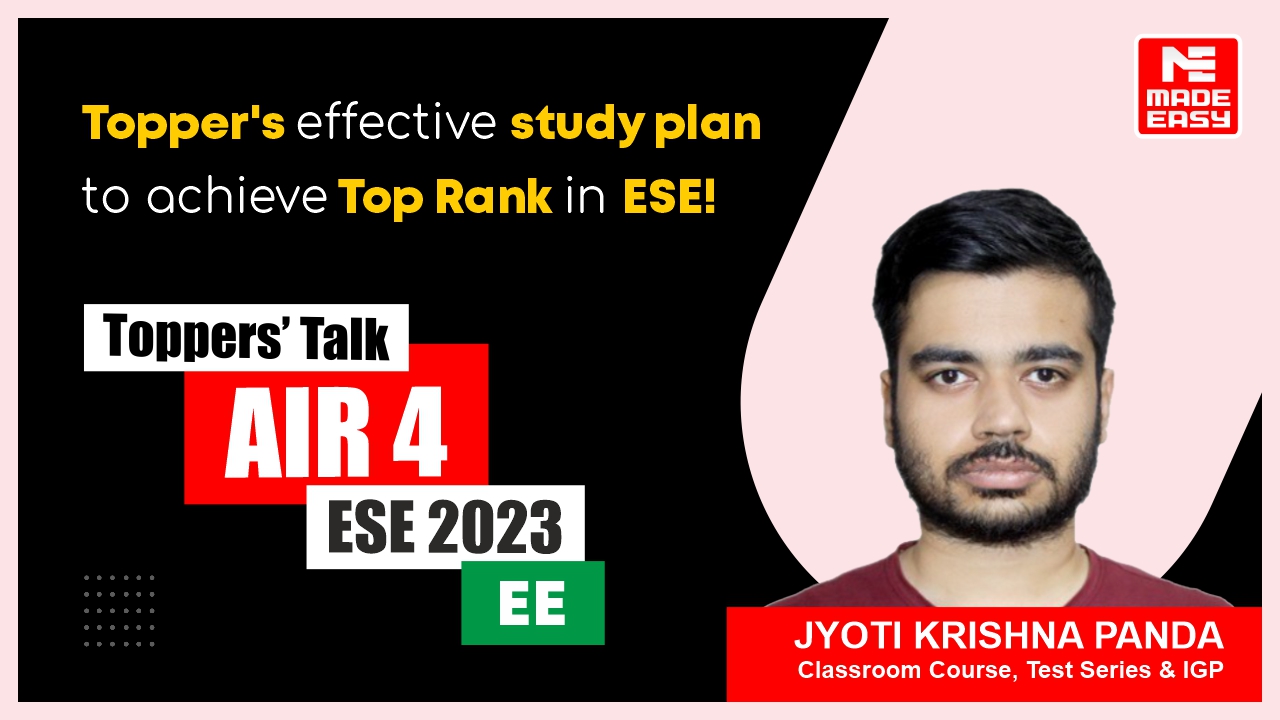 Topper's effective study plan
to achieve Top Rank in ESE!
ME
MADE
EASY
Toppers' Talk
AIR 4
ESE 2023
EE
JYOTI KRISHNA PANDA
Classroom Course, Test Series & IGP